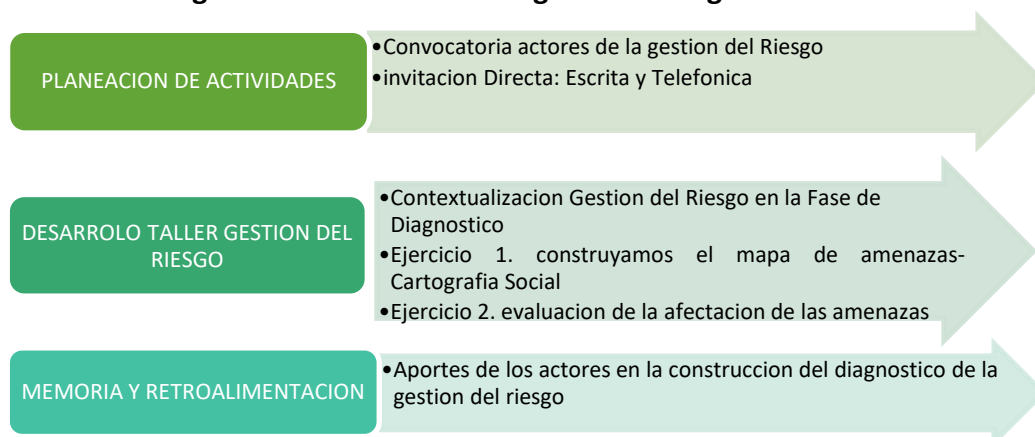 PLANEACION DE ACTIVIDADES
•Convocatoria actores de la gestion del Riesgo
•invitacion Directa: Escrita y Telefonica
DESARROLO TALLER GESTION DEL
RIESGO
•Contextualizacion Gestion del Riesgo en la Fase de
Diagnostico
•Ejercicio 1. construyamos el mapa de amenazas-
Cartografia Social
•Ejercicio 2. evaluacion de la afectacion de las amenazas
MEMORIA Y RETROALIMENTACION
•Aportes de los actores en la construccion del diagnostico de la
gestion del riesgo